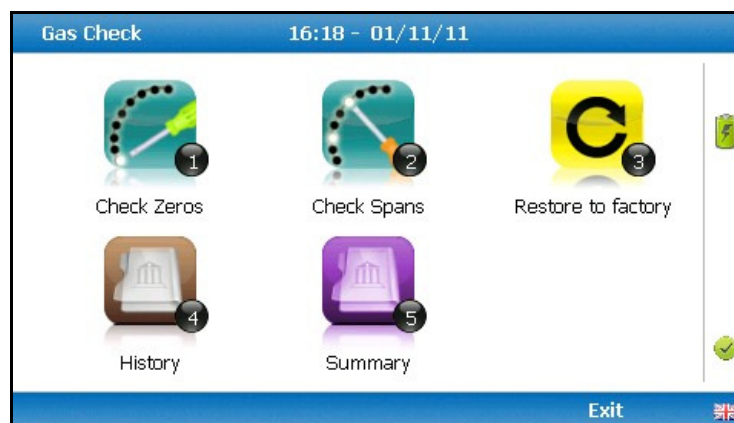 Gas Check 16:18 - 01/11/11
1 2 3
Check Zeros Check Spans Restore to factory
4 5
History Summary
Exit